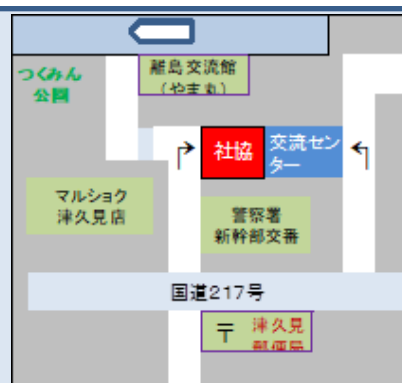 つくみん
公園
離島交流館
（やま丸）
社協
交流セン
ター
マルショク
津久見店
警察署
新幹部交番
国道217号
〒 津久見
郵便局